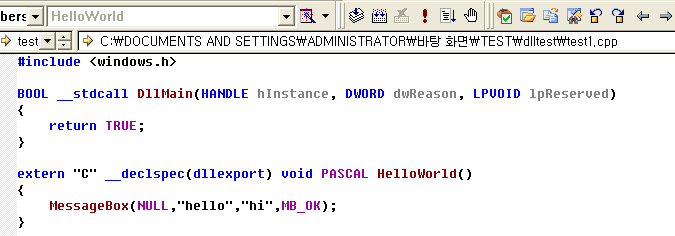 bers HelloWorld
test C:\DOCUMENTS AND SETTINGS\ADMINISTRATOR\바탕 화면\TEST\dlltest\test1.cpp
#include <windows.h>
BOOL __stdcall DllMain(HANDLE hInstance, DWORD dwReason, LPVOID lpReserved)
{
    return TRUE;
}
extern "C" __declspec(dllexport) void PASCAL HelloWorld()
{
    MessageBox(NULL,"hello","hi",MB_OK);
}